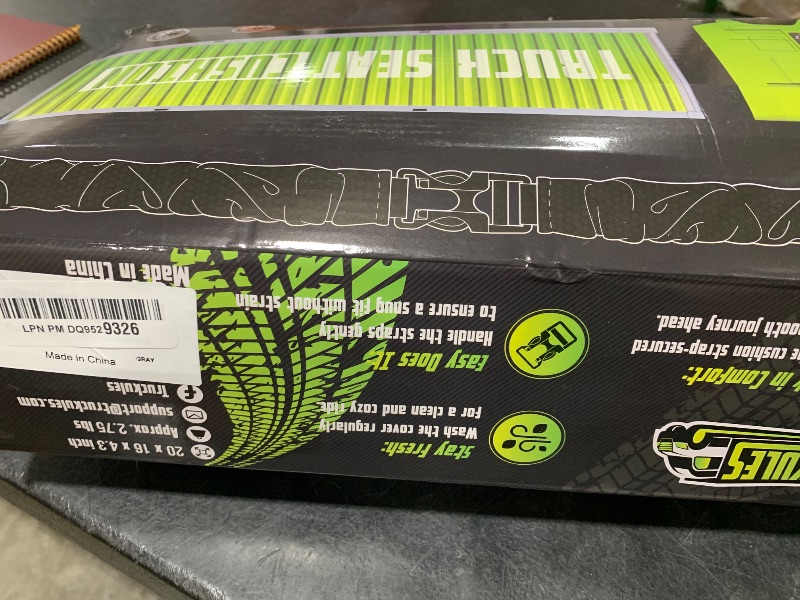 TRUCK SEAT CUSHION
Made in China
LPN PM DQ9529326
Made in China GRAY
Truckules
support@truckules.com
Approx. 2.75 lbs
20 x 16 x 4.3 inch
Stay Fresh:
Wash the cover regularly
For a clean and cozy ride
Easy Does It
Handle the straps gently
to ensure a snug fit without strain
in Comfort:
cushion strap-secured
journey ahead.
KULES